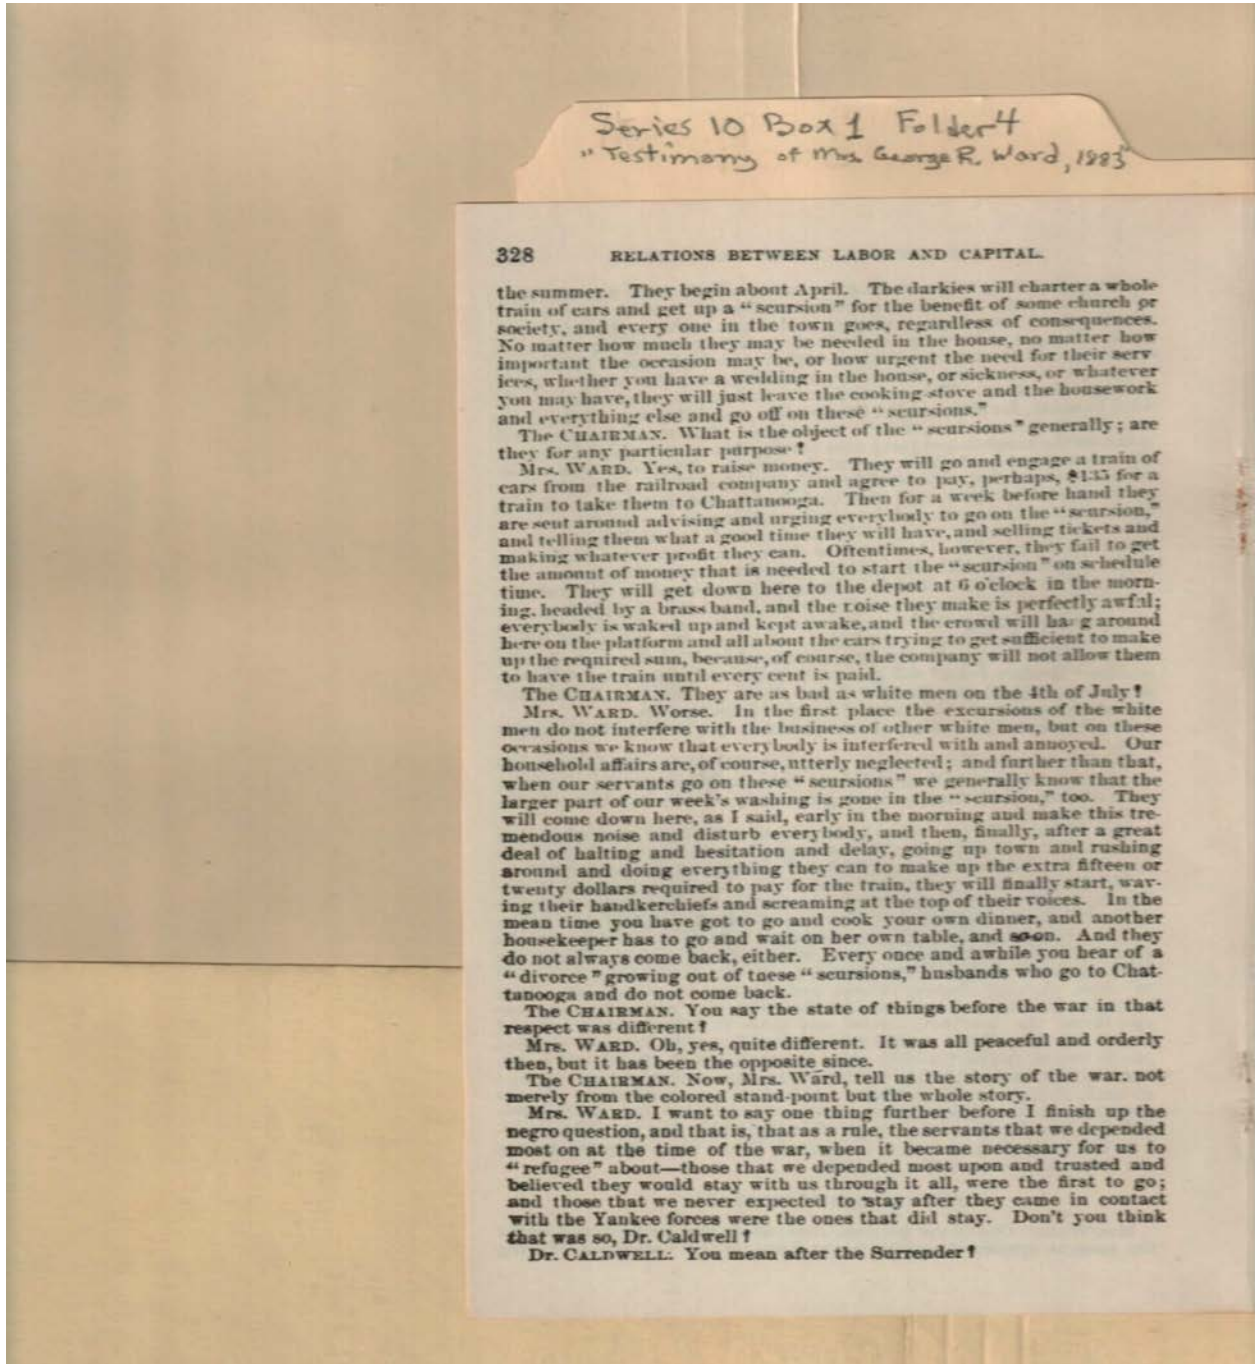 Series 10 Box 1 Folder 4
"Testimony of Mrs. George R. Ward, 1883"
328 RELATIONS BETWEEN LABOR AND CAPITAL.
the summer. They begin about April. The darkies will charter a whole
train of cars and get up a "scursion" for the benefit of some church or
society, and every one in the town goes, regardless of consequences.
No matter how much they may be needed in the house, no matter how
important the occasion may be, or how urgent the need for their serv
ices, whether you have a wedding in the house, or sickness, or whatever
you may have, they will just leave the cooking-stove and the housework
and everything else and go off on these "scursions."
The CHAIRMAN. What is the object of the "scursions" generally; are
they for any particular purpose?
Mrs. WARD. Yes, to raise money. They will go and engage a train of
cars from the railroad company and agree to pay, perhaps, $135 for a
train to take them to Chattanooga. Then for a week before hand they
are sent around advising and urging everybody to go on the "scursion,"
and telling them what a good time they will have, and selling tickets and
making whatever profit they can. Oftentimes, however, they fail to get
the amount of money that is needed to start the "scursion" on schedule
time. They will get down here to the depot at 6 o'clock in the morn-
ing, headed by a brass band, and the noise they make is perfectly awful;
everybody is waked up and kept awake, and the crowd will hang around
here on the platform and all about the cars trying to get sufficient to make
up the required sum, because, of course, the company will not allow them
to have the train until every cent is paid.
The CHAIRMAN. They are as bad as white men on the 4th of July?
Mrs. WARD. Worse. In the first place the excursions of the white
men do not interfere with the business of other white men, but on these
occasions we know that everybody is interfered with and annoyed. Our
household affairs are, of course, utterly neglected; and further than that,
when our servants go on these "scursions" we generally know that the
larger part of our week's washing is gone in the "scursion," too. They
will come down here, as I said, early in the morning and make this tre-
mendous noise and disturb everybody, and then, finally, after a great
deal of halting and hesitation and delay, going up town and rushing
around and doing everything they can to make up the extra fifteen or
twenty dollars required to pay for the train, they will finally start, wav-
ing their handkerchiefs and screaming at the top of their voices. In the
mean time you have got to go and cook your own dinner, and another
housekeeper has to go and wait on her own table, and so on. And they
do not always come back, either. Every once and awhile you hear of a
"divorce" growing out of these "scursions," husbands who go to Chat-
tanooga and do not come back.
The CHAIRMAN. You say the state of things before the war in that
respect was different?
Mrs. WARD. Oh, yes, quite different. It was all peaceful and orderly
then, but it has been the opposite since.
The CHAIRMAN. Now, Mrs. Ward, tell us the story of the war. not
merely from the colored stand-point but the whole story.
Mrs. WARD. I want to say one thing further before I finish up the
negro question, and that is, that as a rule, the servants that we depended
most on at the time of the war, when it became necessary for us to
"refugee" about—those that we depended most upon and trusted and
believed they would stay with us through it all, were the first to go;
and those that we never expected to stay after they came in contact
with the Yankee forces were the ones that did stay. Don't you think
that was so, Dr. Caldwell?
Dr. CALDWELL. You mean after the Surrender?